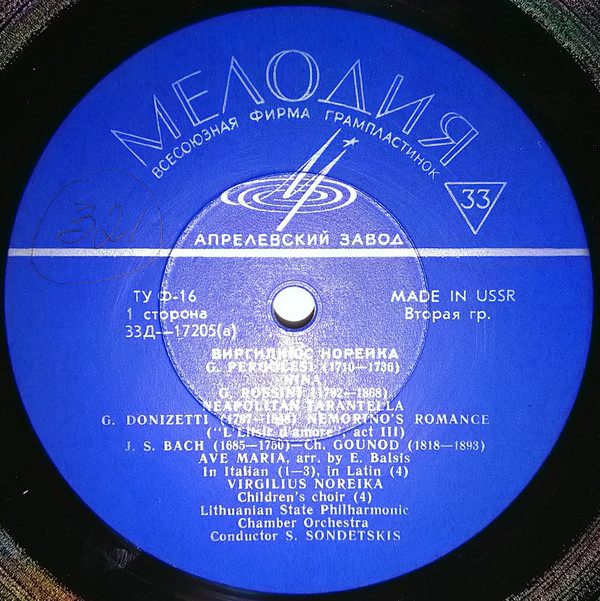 МЕЛОДИЯ
ВСЕСОЮЗНАЯ ФИРМА ГРАМПЛАСТИНОК
33
321
АПРЕЛЕВСКИЙ ЗАВОД
ТУ Ф-16
MADE IN USSR
1 сторона
Вторая гр.
33Д—17205(а)
ВИРГИЛИЮС НОРЕЙКА
G. PERGOLESI (1710—1736)
NINA
G. ROSSINI (1792—1868)
NEAPOLITAN TARANTELLA
G. DONIZETTI (1797—1848) NEMORINO'S ROMANCE
("L'Elisir d'amore", act III)
J. S. BACH (1685—1750)—Ch. GOUNOD (1818—1893)
AVE MARIA, arr. by E. Balsis
In Italian (1—3), in Latin (4)
VIRGILIUS NOREIKA
Children's choir (4)
Lithuanian State Philharmonic
Chamber Orchestra
Conductor S. SONDETSKIS